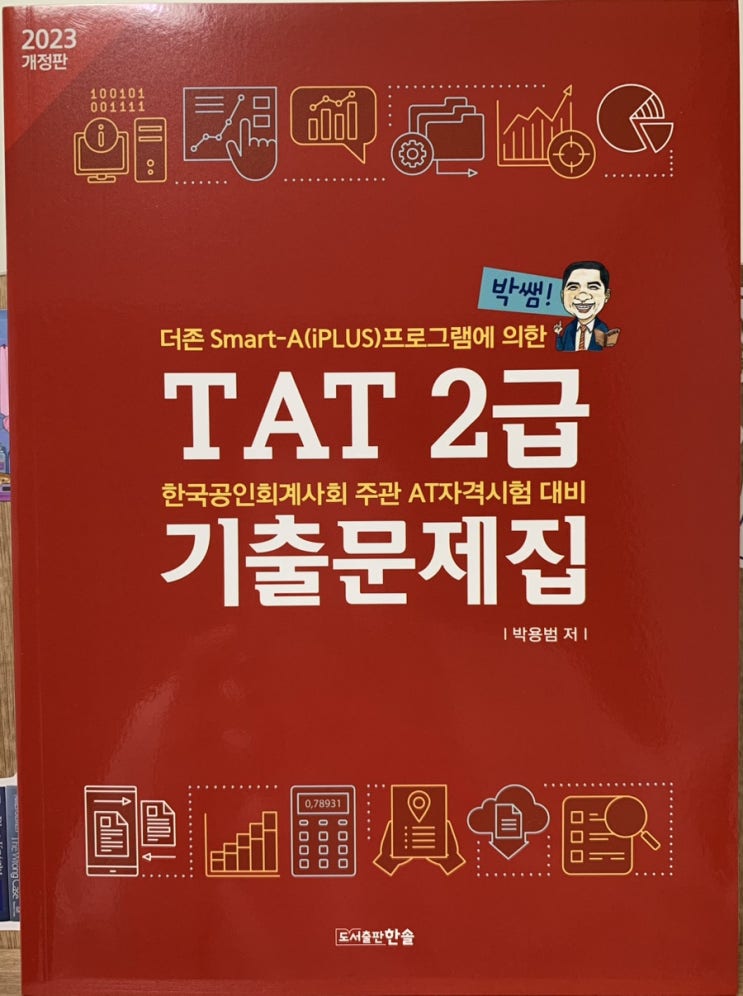 2023
개정판
100101
001111
박쌤!
더존 Smart-A(iPLUS)프로그램에 의한
TAT 2급
한국공인회계사회 주관 AT자격시험 대비
기출문제집
I 박용범 저 I
0,78931
도서출판한솔